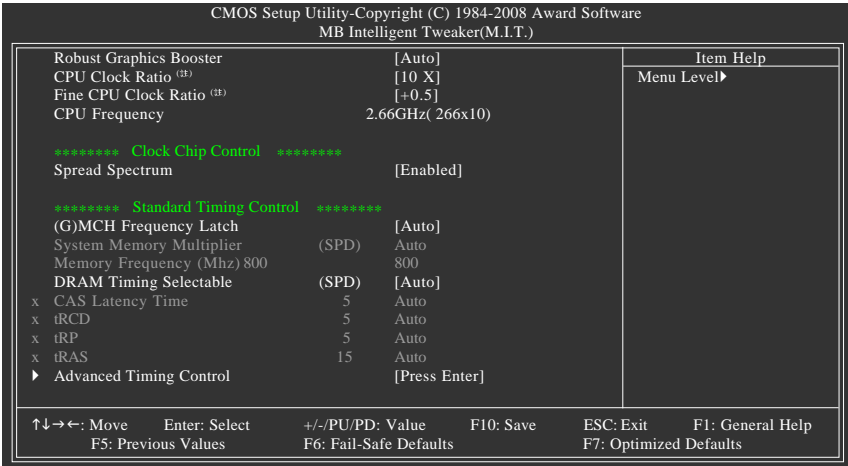 CMOS Setup Utility-Copyright (C) 1984-2008 Award Software
MB Intelligent Tweaker(M.I.T.)
Robust Graphics Booster [Auto]
CPU Clock Ratio (註) [10 X]
Fine CPU Clock Ratio (註) [+0.5]
CPU Frequency 2.66GHz( 266x10)
******** Clock Chip Control ********
Spread Spectrum [Enabled]
******** Standard Timing Control ********
(G)MCH Frequency Latch [Auto]
System Memory Multiplier (SPD) Auto
Memory Frequency (Mhz) 800 800
DRAM Timing Selectable (SPD) [Auto]
x CAS Latency Time 5 Auto
x tRCD 5 Auto
x tRP 5 Auto
x tRAS 15 Auto
Advanced Timing Control [Press Enter]
Item Help
Menu Level
↑↓→←: Move Enter: Select +/-/PU/PD: Value F10: Save ESC: Exit F1: General Help
F5: Previous Values F6: Fail-Safe Defaults F7: Optimized Defaults